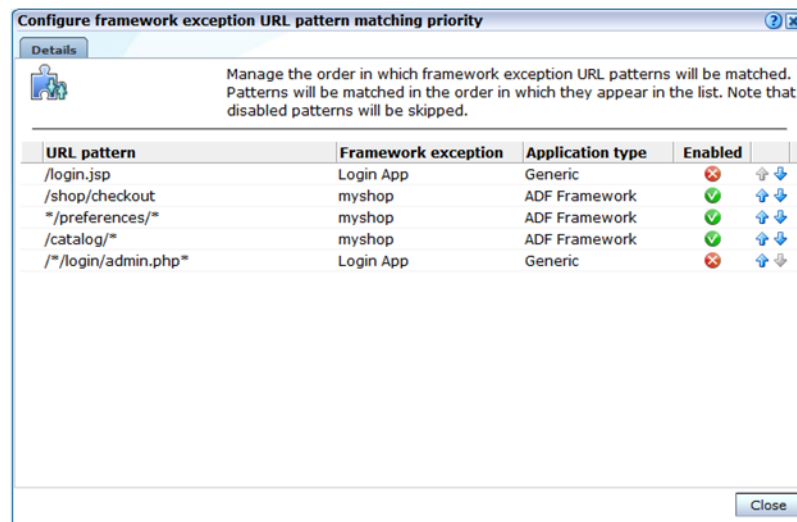 Configure framework exception URL pattern matching priority
Details
Manage the order in which framework exception URL patterns will be matched.
Patterns will be matched in the order in which they appear in the list. Note that
disabled patterns will be skipped.
URL pattern Framework exception Application type Enabled
/login.jsp Login App Generic
/shop/checkout myshop ADF Framework
*/preferences/* myshop ADF Framework
/catalog/* myshop ADF Framework
/*/login/admin.php* Login App Generic
Close